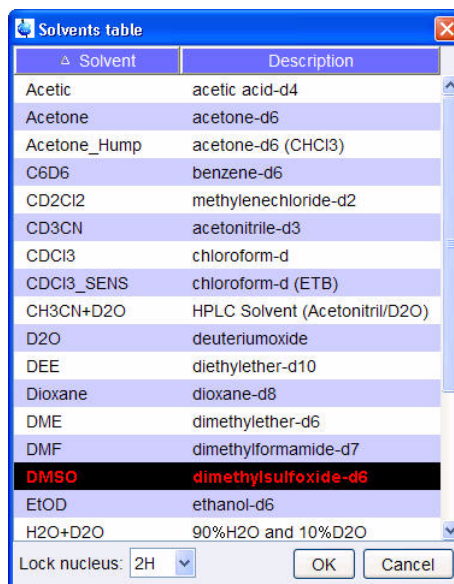 Solvents table
Solvent Description
Acetic acetic acid-d4
Acetone acetone-d6
Acetone_Hump acetone-d6 (CHCl3)
C6D6 benzene-d6
CD2Cl2 methylenechloride-d2
CD3CN acetonitrile-d3
CDCl3 chloroform-d
CDCl3_SENS chloroform-d (ETB)
CH3CN+D2O HPLC Solvent (Acetonitril/D2O)
D2O deuteriumoxide
DEE diethylether-d10
Dioxane dioxane-d8
DME dimethylether-d6
DMF dimethylformamide-d7
DMSO dimethylsulfoxide-d6
EtOD ethanol-d6
H2O+D2O 90%H2O and 10%D2O
Lock nucleus: 2H OK Cancel